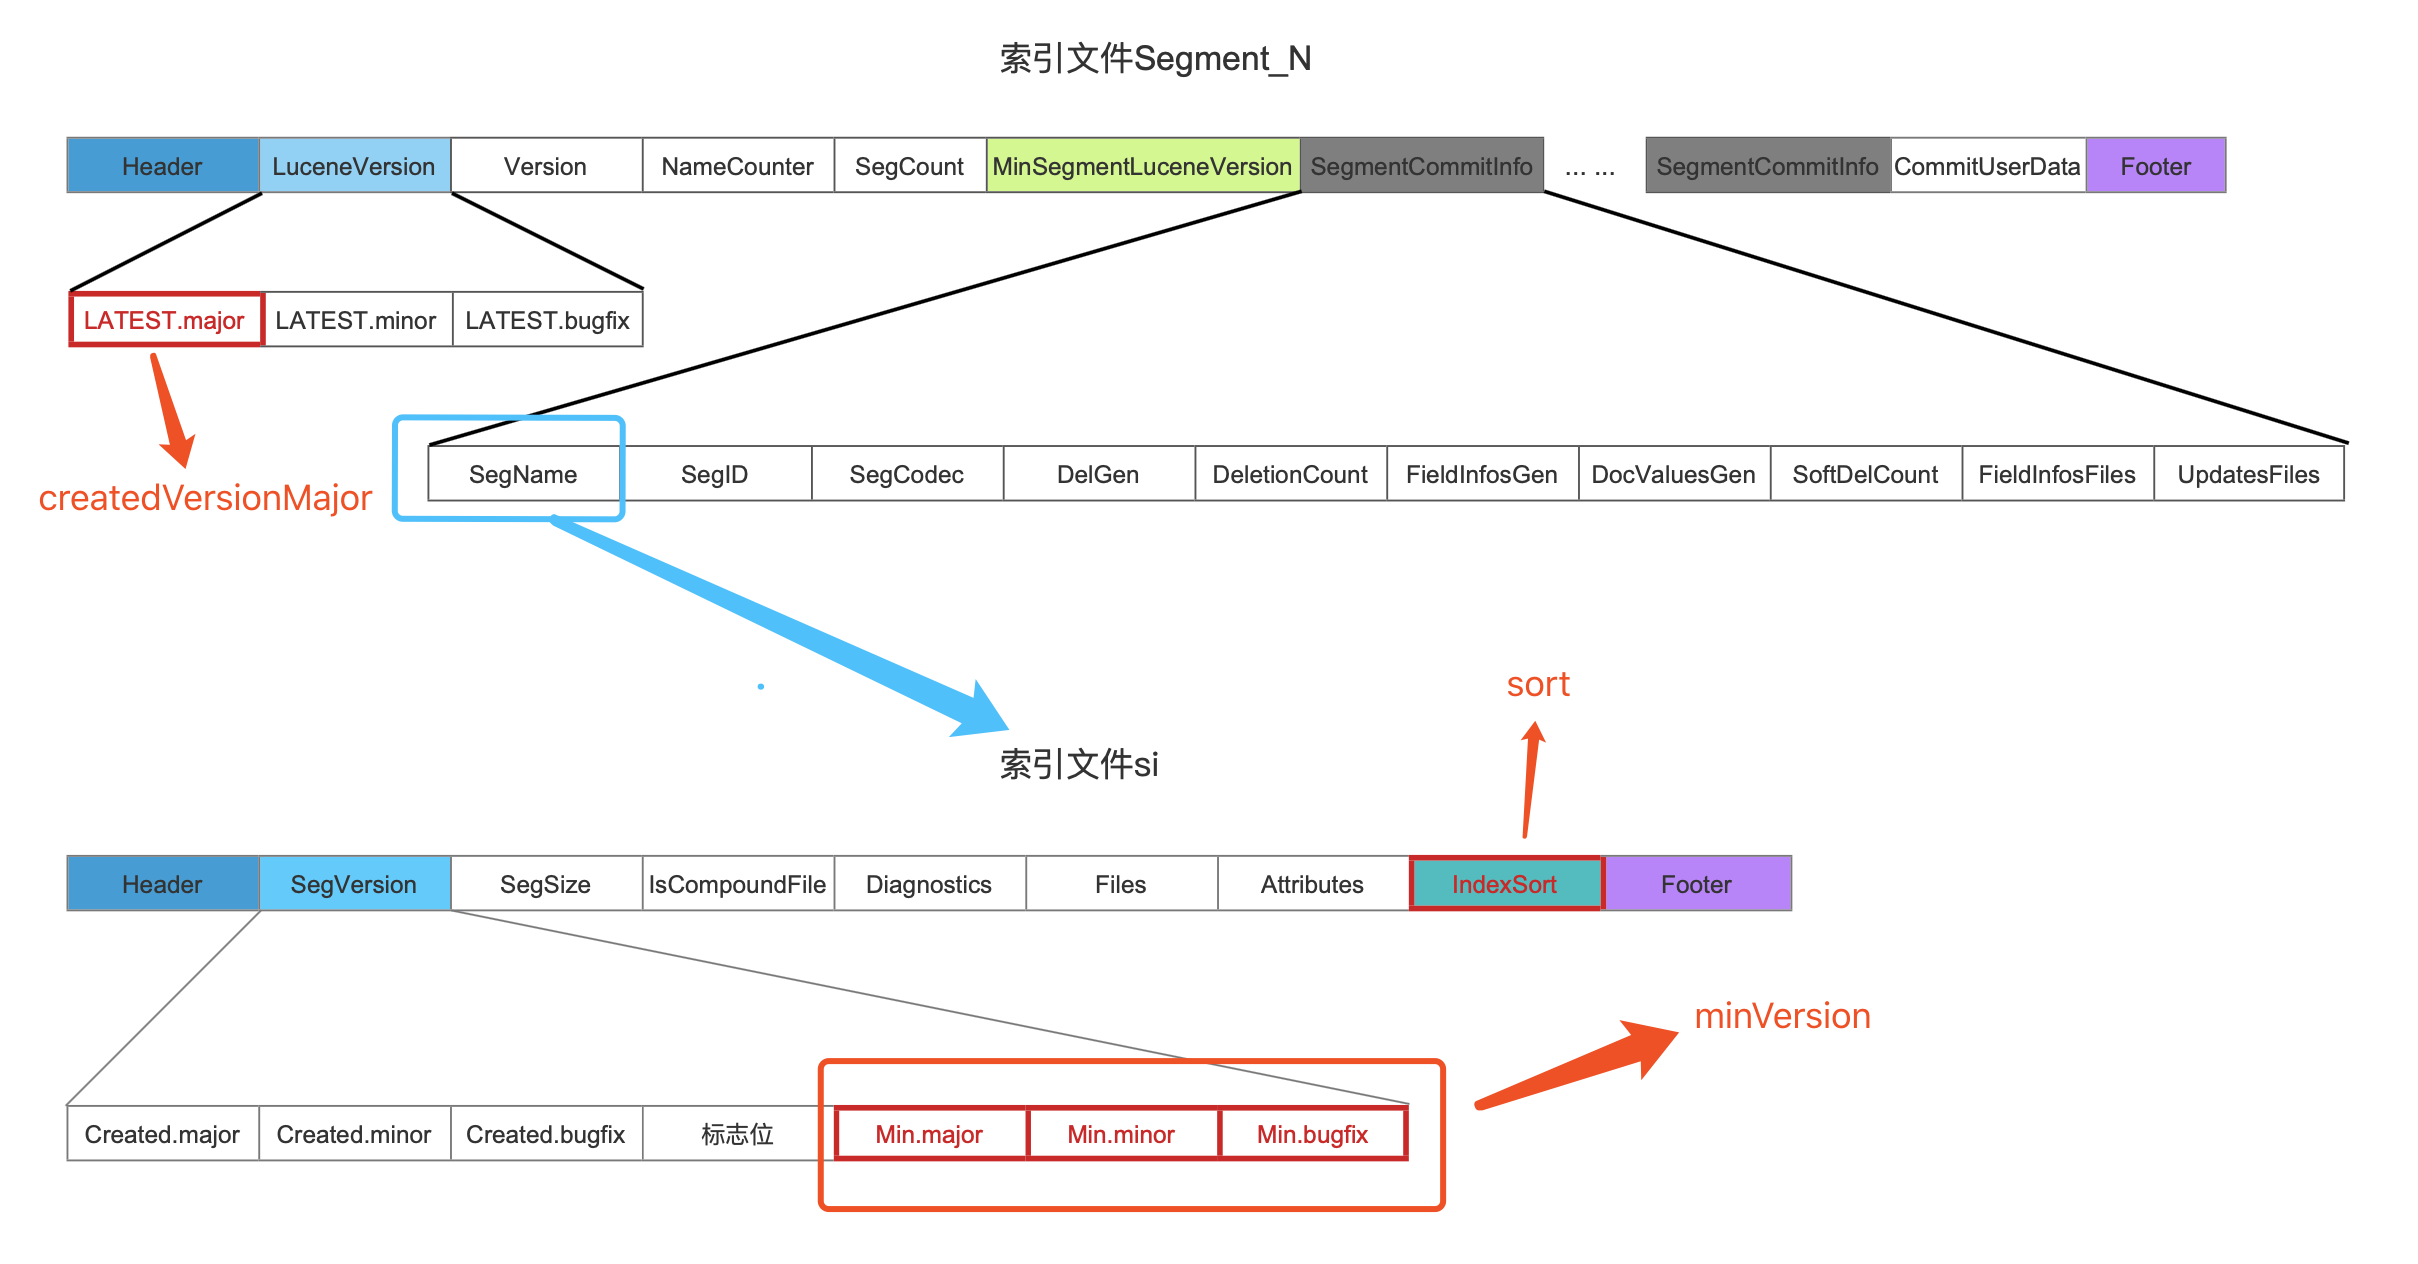 索引文件Segment_N
Header LuceneVersion Version NameCounter SegCount MinSegmentLuceneVersion SegmentCommitInfo ... ... SegmentCommitInfo CommitUserData Footer
LATEST.major LATEST.minor LATEST.bugfix
createdVersionMajor
SegName SegID SegCodec DelGen DeletionCount FieldInfosGen DocValuesGen SoftDelCount FieldInfosFiles UpdatesFiles
sort
索引文件si
Header SegVersion SegSize IsCompoundFile Diagnostics Files Attributes IndexSort Footer
minVersion
Created.major Created.minor Created.bugfix 标志位 Min.major Min.minor Min.bugfix